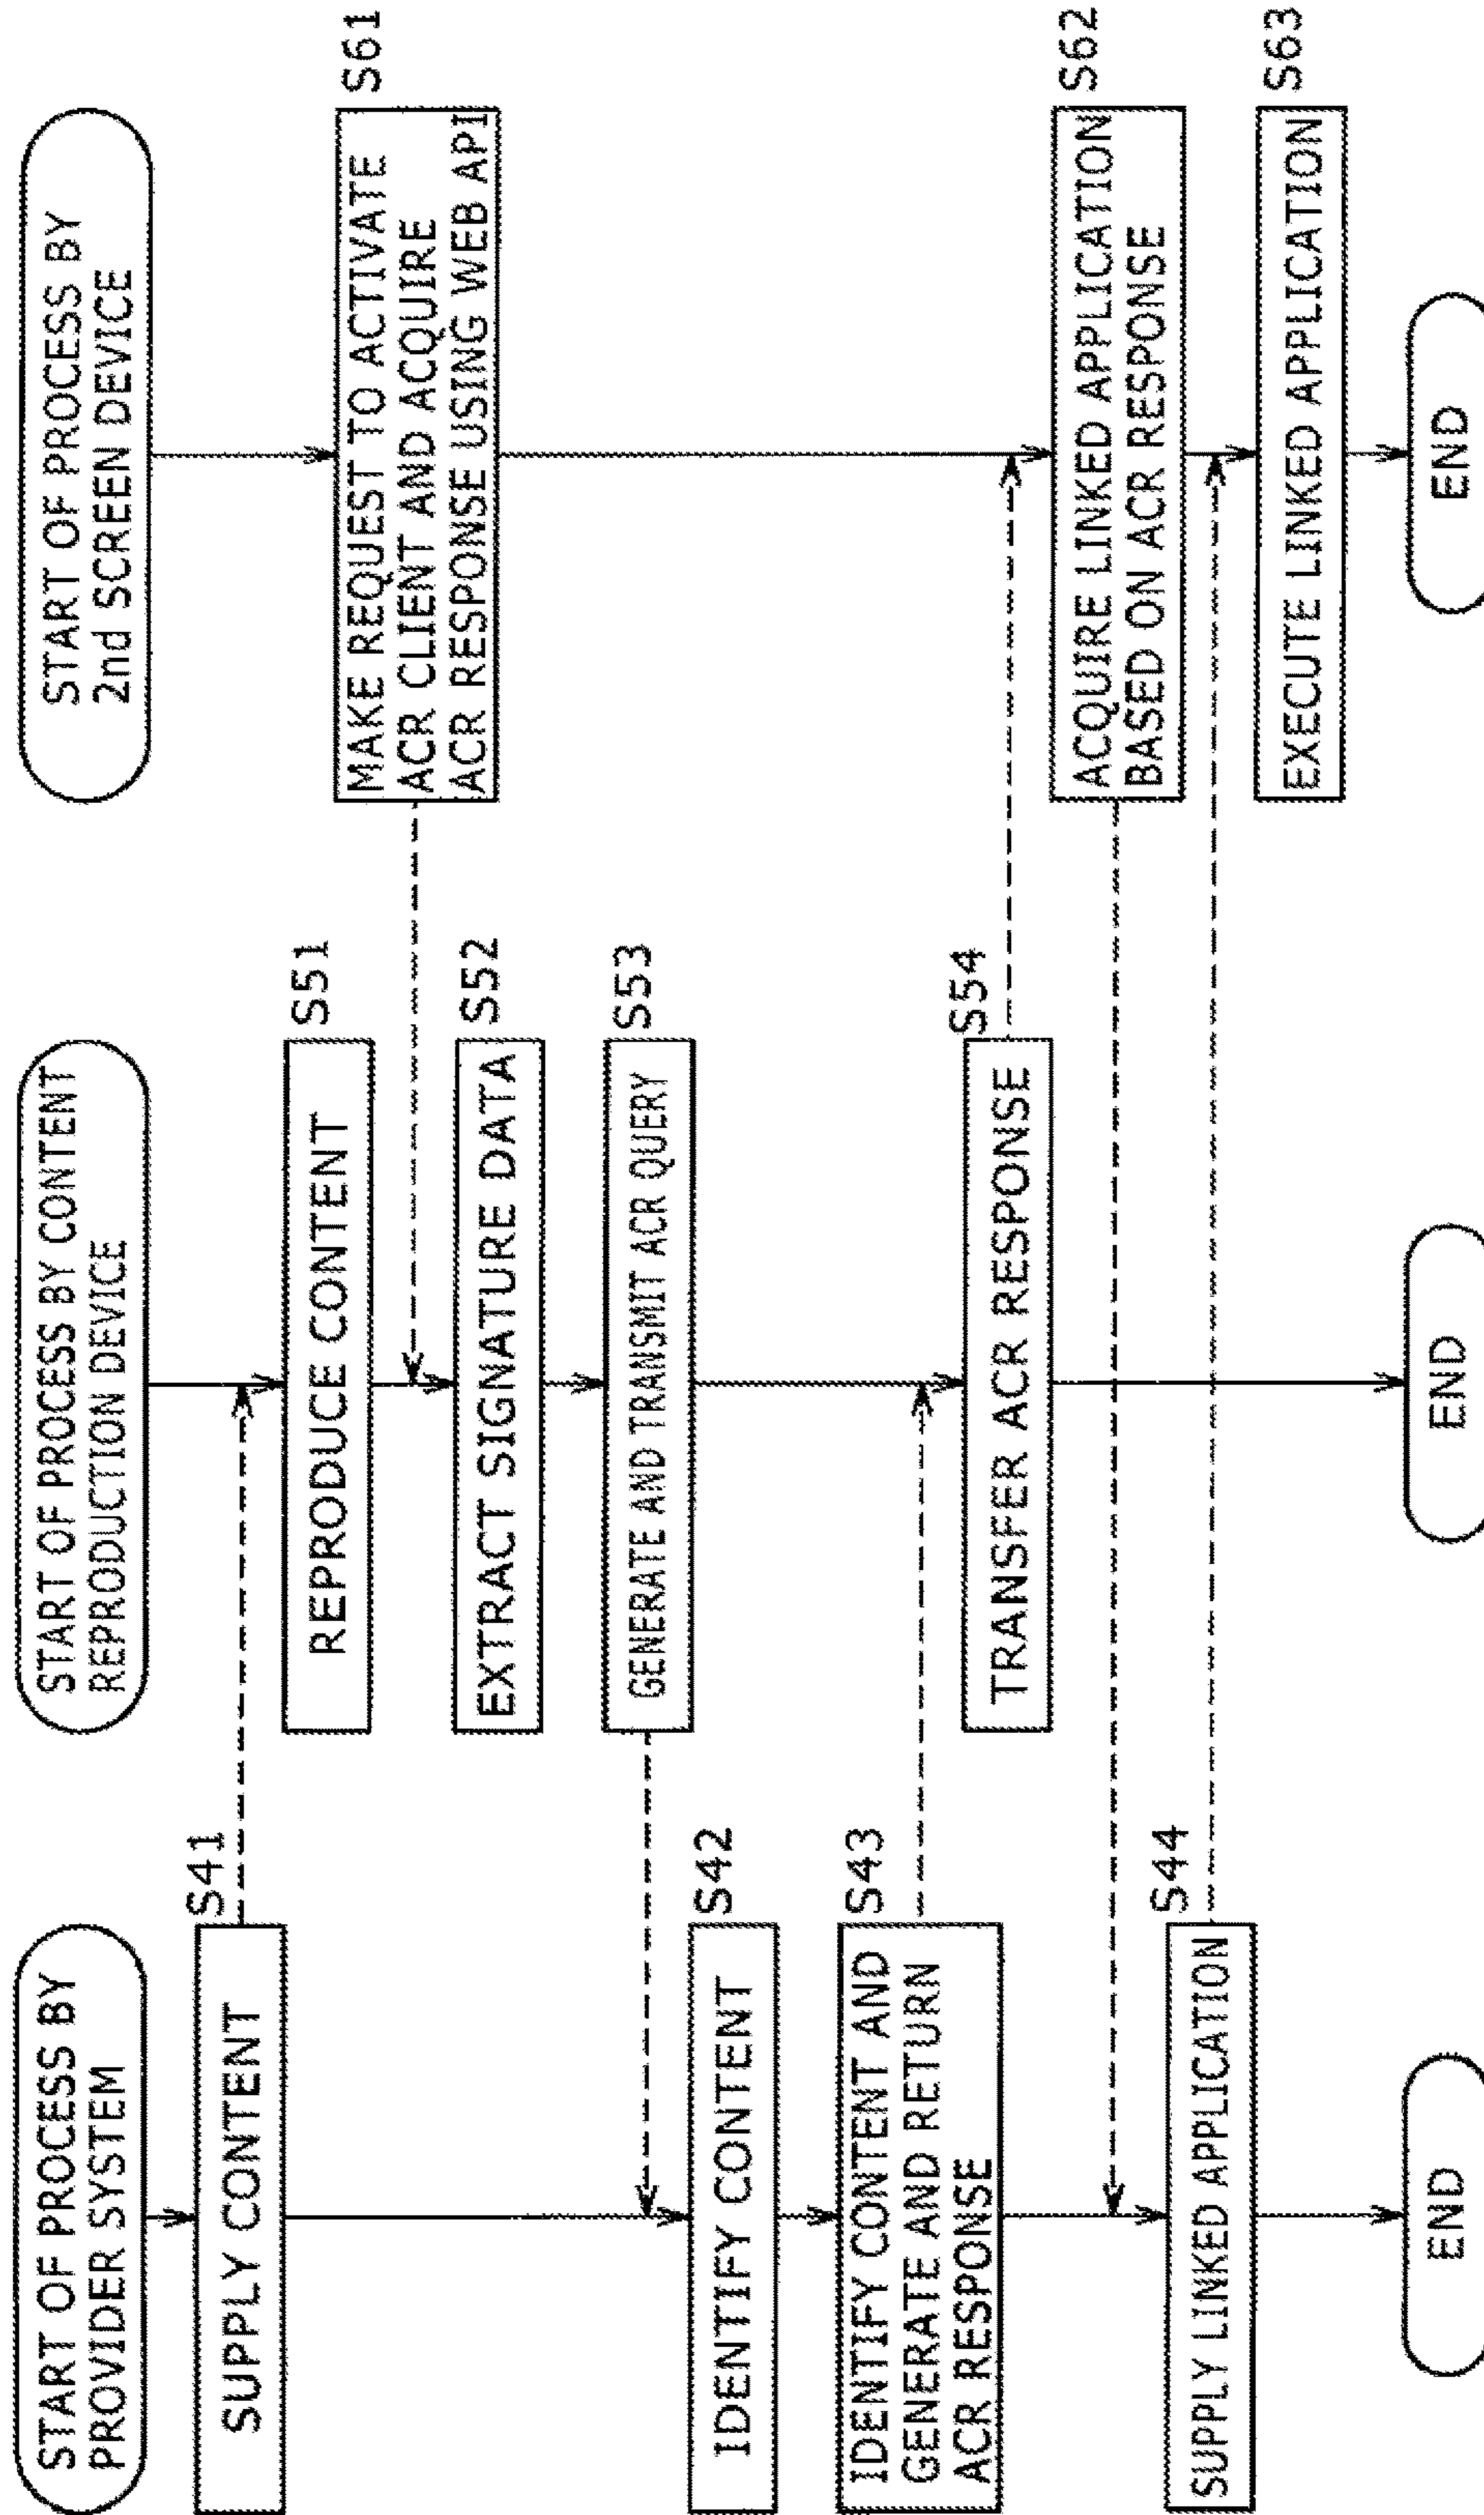 START OF PROCESS BY
PROVIDER SYSTEM
S41
SUPPLY CONTENT
IDENTIFY CONTENT
S42
IDENTIFY CONTENT AND
GENERATE AND RETURN
ACR RESPONSE
S43
SUPPLY LINKED APPLICATION
S44
END
START OF PROCESS BY CONTENT
REPRODUCTION DEVICE
REPRODUCE CONTENT
S51
EXTRACT SIGNATURE DATA
S52
GENERATE AND TRANSMIT ACR QUERY
S53
TRANSFER ACR RESPONSE
S54
END
START OF PROCESS BY
2nd SCREEN DEVICE
MAKE REQUEST TO ACTIVATE
ACR CLIENT AND ACQUIRE
ACR RESPONSE USING WEB API
S61
ACQUIRE LINKED APPLICATION
BASED ON ACR RESPONSE
S62
EXECUTE LINKED APPLICATION
S63
END